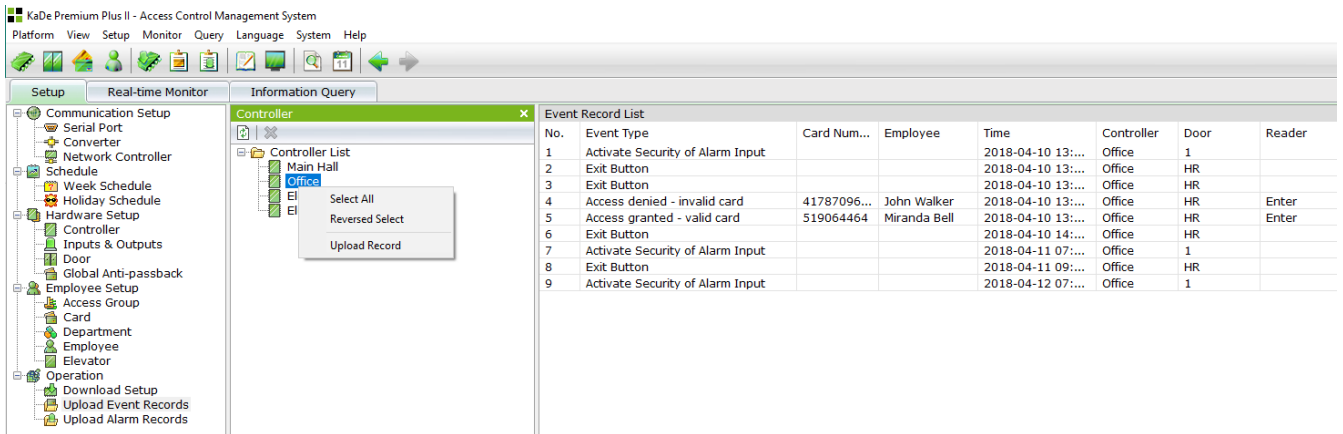 KaDe Premium Plus II - Access Control Management System
Platform View Setup Monitor Query Language System Help
11
Setup Real-time Monitor Information Query
Communication Setup
Serial Port
Converter
Network Controller
Schedule
Week Schedule
Holiday Schedule
Hardware Setup
Controller
Inputs & Outputs
Door
Global Anti-passback
Employee Setup
Access Group
Card
Department
Employee
Elevator
Operation
Download Setup
Upload Event Records
Upload Alarm Records
Controller
Controller List
Main Hall
Office
El
El
Select All
Reversed Select
Upload Record
Event Record List
No. Event Type Card Num... Employee Time Controller Door Reader
1 Activate Security of Alarm Input 2018-04-10 13:... Office 1
2 Exit Button 2018-04-10 13:... Office HR
3 Exit Button 2018-04-10 13:... Office HR
4 Access denied - invalid card 41787096... John Walker 2018-04-10 13:... Office HR Enter
5 Access granted - valid card 519064464 Miranda Bell 2018-04-10 13:... Office HR Enter
6 Exit Button 2018-04-10 14:... Office HR
7 Activate Security of Alarm Input 2018-04-11 07:... Office 1
8 Exit Button 2018-04-11 09:... Office HR
9 Activate Security of Alarm Input 2018-04-12 07:... Office 1